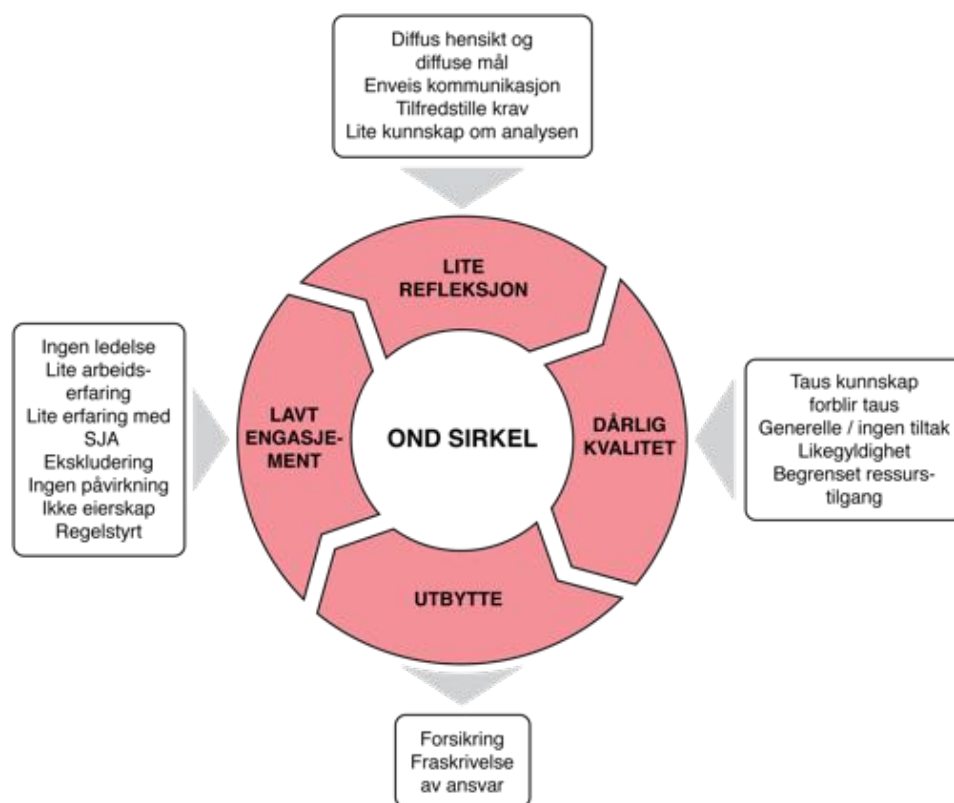 Diffus hensikt og
diffuse mål
Enveis kommunikasjon
Tilfredstille krav
Lite kunnskap om analysen
LITE
REFLEKSJON
Ingen ledelse
Lite arbeids-
erfaring
Lite erfaring med
SJA
Ekskludering
Ingen påvirkning
Ikke eierskap
Regelstyrt
LAVT
ENGASJE-
MENT
OND SIRKEL
DÅRLIG
KVALITET
Taus kunnskap
forblir taus
Generelle / ingen tiltak
Likegyldighet
Begrenset ressurs-
tilgang
UTBYTTE
Forsikring
Fraskrivelse
av ansvar